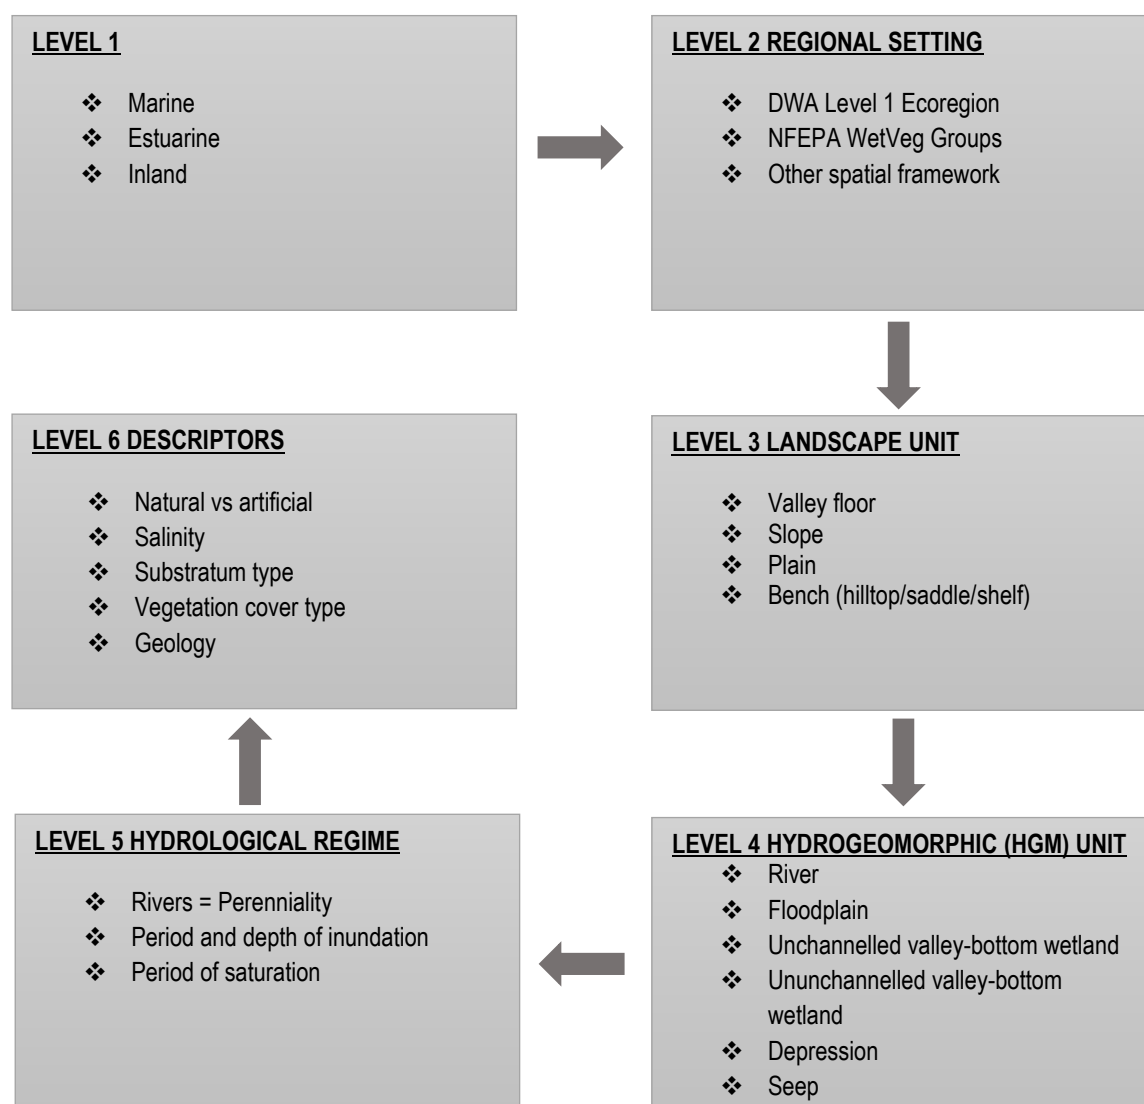 LEVEL 1
❖ Marine
❖ Estuarine
❖ Inland
LEVEL 2 REGIONAL SETTING
❖ DWA Level 1 Ecoregion
❖ NFEPA WetVeg Groups
❖ Other spatial framework
LEVEL 3 LANDSCAPE UNIT
❖ Valley floor
❖ Slope
❖ Plain
❖ Bench (hilltop/saddle/shelf)
LEVEL 4 HYDROGEOMORPHIC (HGM) UNIT
❖ River
❖ Floodplain
❖ Unchannelled valley-bottom wetland
❖ Ununchannelled valley-bottom
wetland
❖ Depression
❖ Seep
LEVEL 5 HYDROLOGICAL REGIME
❖ Rivers = Perenniality
❖ Period and depth of inundation
❖ Period of saturation
LEVEL 6 DESCRIPTORS
❖ Natural vs artificial
❖ Salinity
❖ Substratum type
❖ Vegetation cover type
❖ Geology